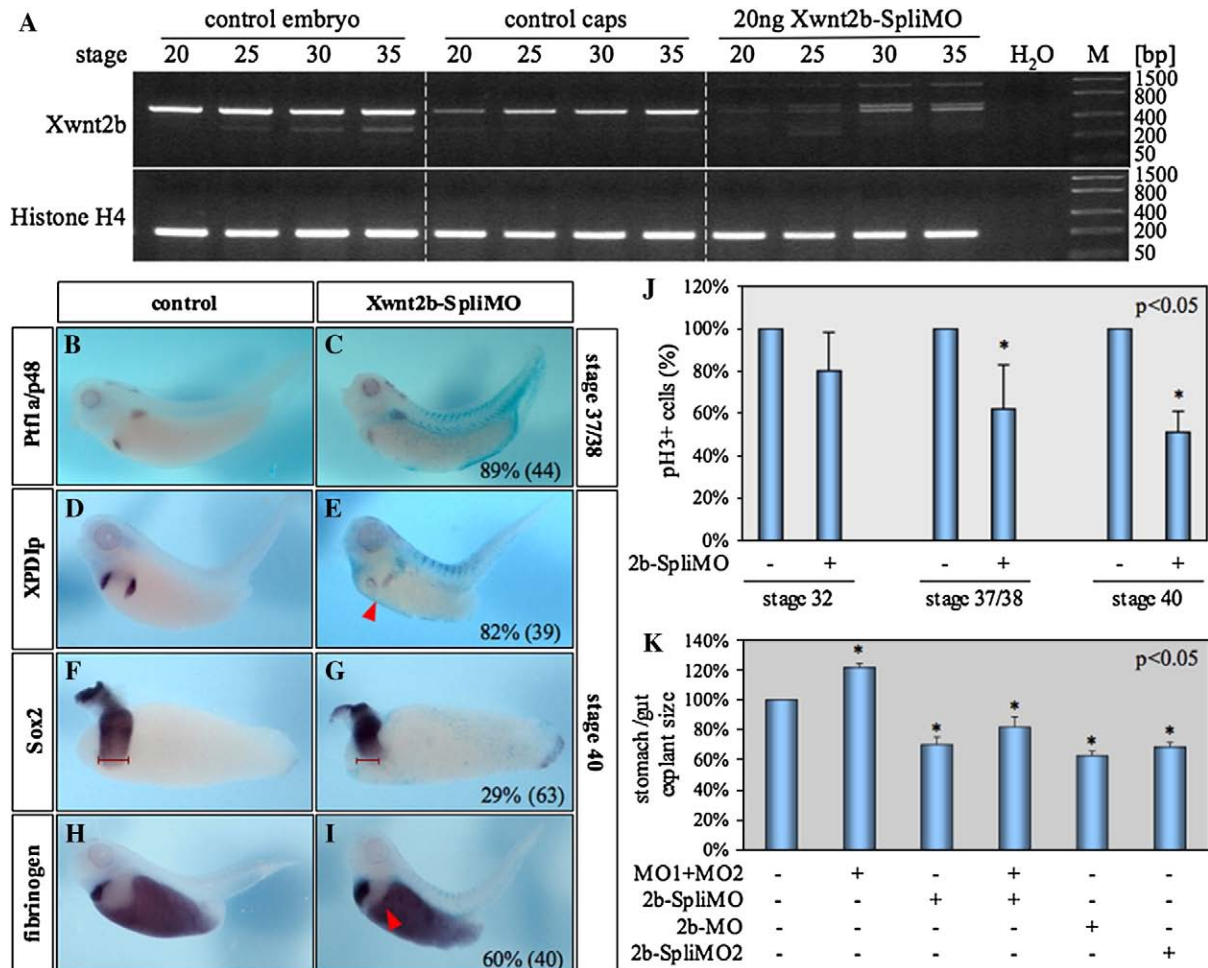 A
control embryo control caps 20ng Xwnt2b-SpliMO
stage 20 25 30 35 20 25 30 35 20 25 30 35 H2O M [bp]
Xwnt2b
1500
800
400
200
50
Histone H4
1500
800
400
200
50
control Xwnt2b-SpliMO
Ptf1a/p48
B
C
89% (44)
stage 37/38
XPDIp
D
E
82% (39)
Sox2
F
G
29% (63)
stage 40
fibrinogen
H
I
60% (40)
J
p<0.05
pH3+ cells (%)
120%
100%
80%
60%
40%
20%
0%
* *
2b-SpliMO - + - + - +
stage 32 stage 37/38 stage 40
K
p<0.05
stomach/gut
explant size
140%
120%
100%
80%
60%
40%
20%
0%
* * * * *
MO1+MO2 - + - + - -
2b-SpliMO - - + + - -
2b-MO - - - - + -
2b-SpliMO2 - - - - - +